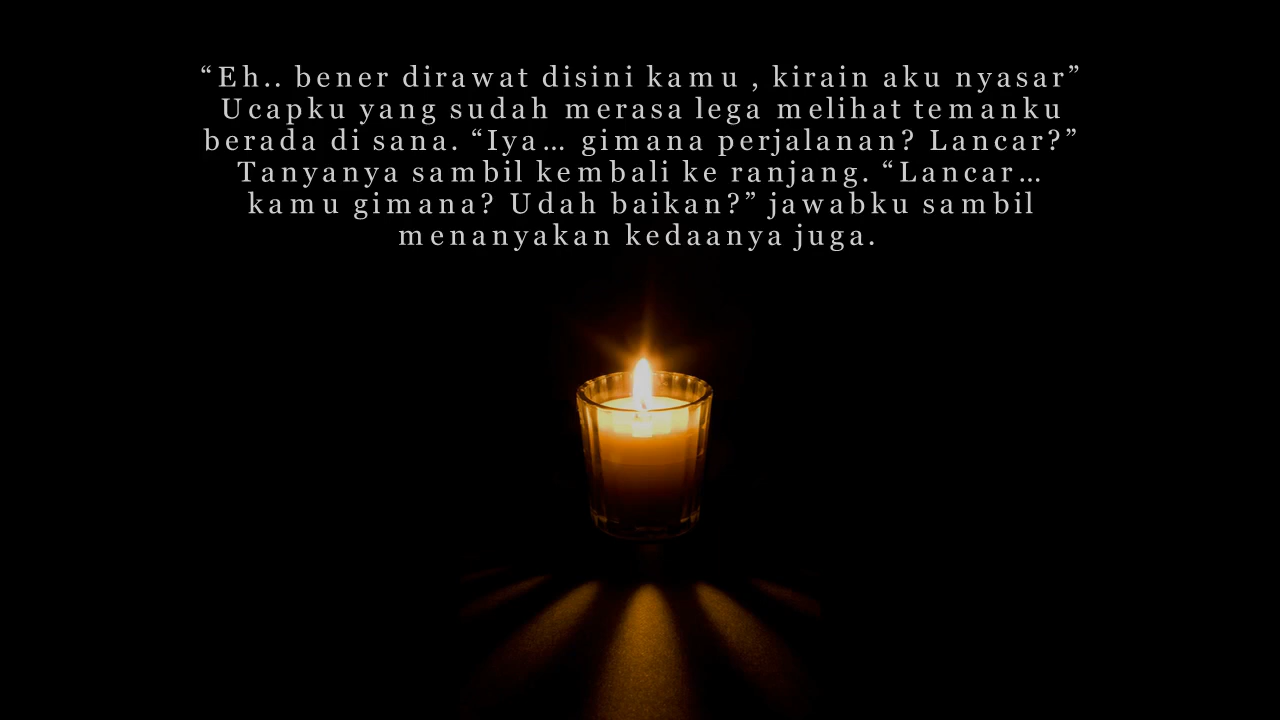 “Eh.. bener dirawat disini kamu , kirain aku nyasar”
Ucapku yang sudah merasa lega melihat temanku
berada di sana. “Iya… gimana perjalanan? Lancar?”
Tanyanya sambil kembali ke ranjang. “Lancar…
kamu gimana? Udah baikan?” jawabku sambil
menanyakan kedaanya juga.